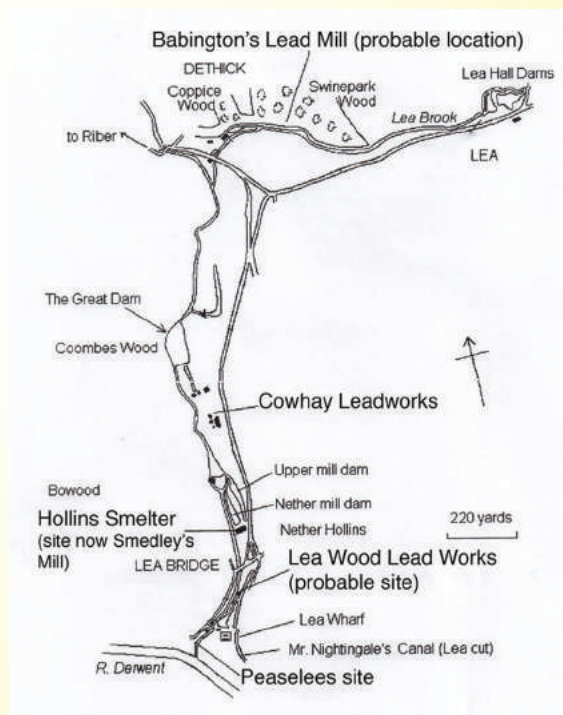 Babington's Lead Mill (probable location)
DETHICK
Coppice
Wood
Swinepark
Wood
Lea Hall Dams
Lea Brook
to Riber
LEA
The Great Dam
Coombes Wood
Cowhay Leadworks
Upper mill dam
Bowood
Nether mill dam
Hollins Smelter
(site now Smedley's
Mill)
Nether Hollins
220 yards
LEA BRIDGE
Lea Wood Lead Works
(probable site)
Lea Wharf
Mr. Nightingale's Canal (Lea cut)
R. Derwent
Peaselees site